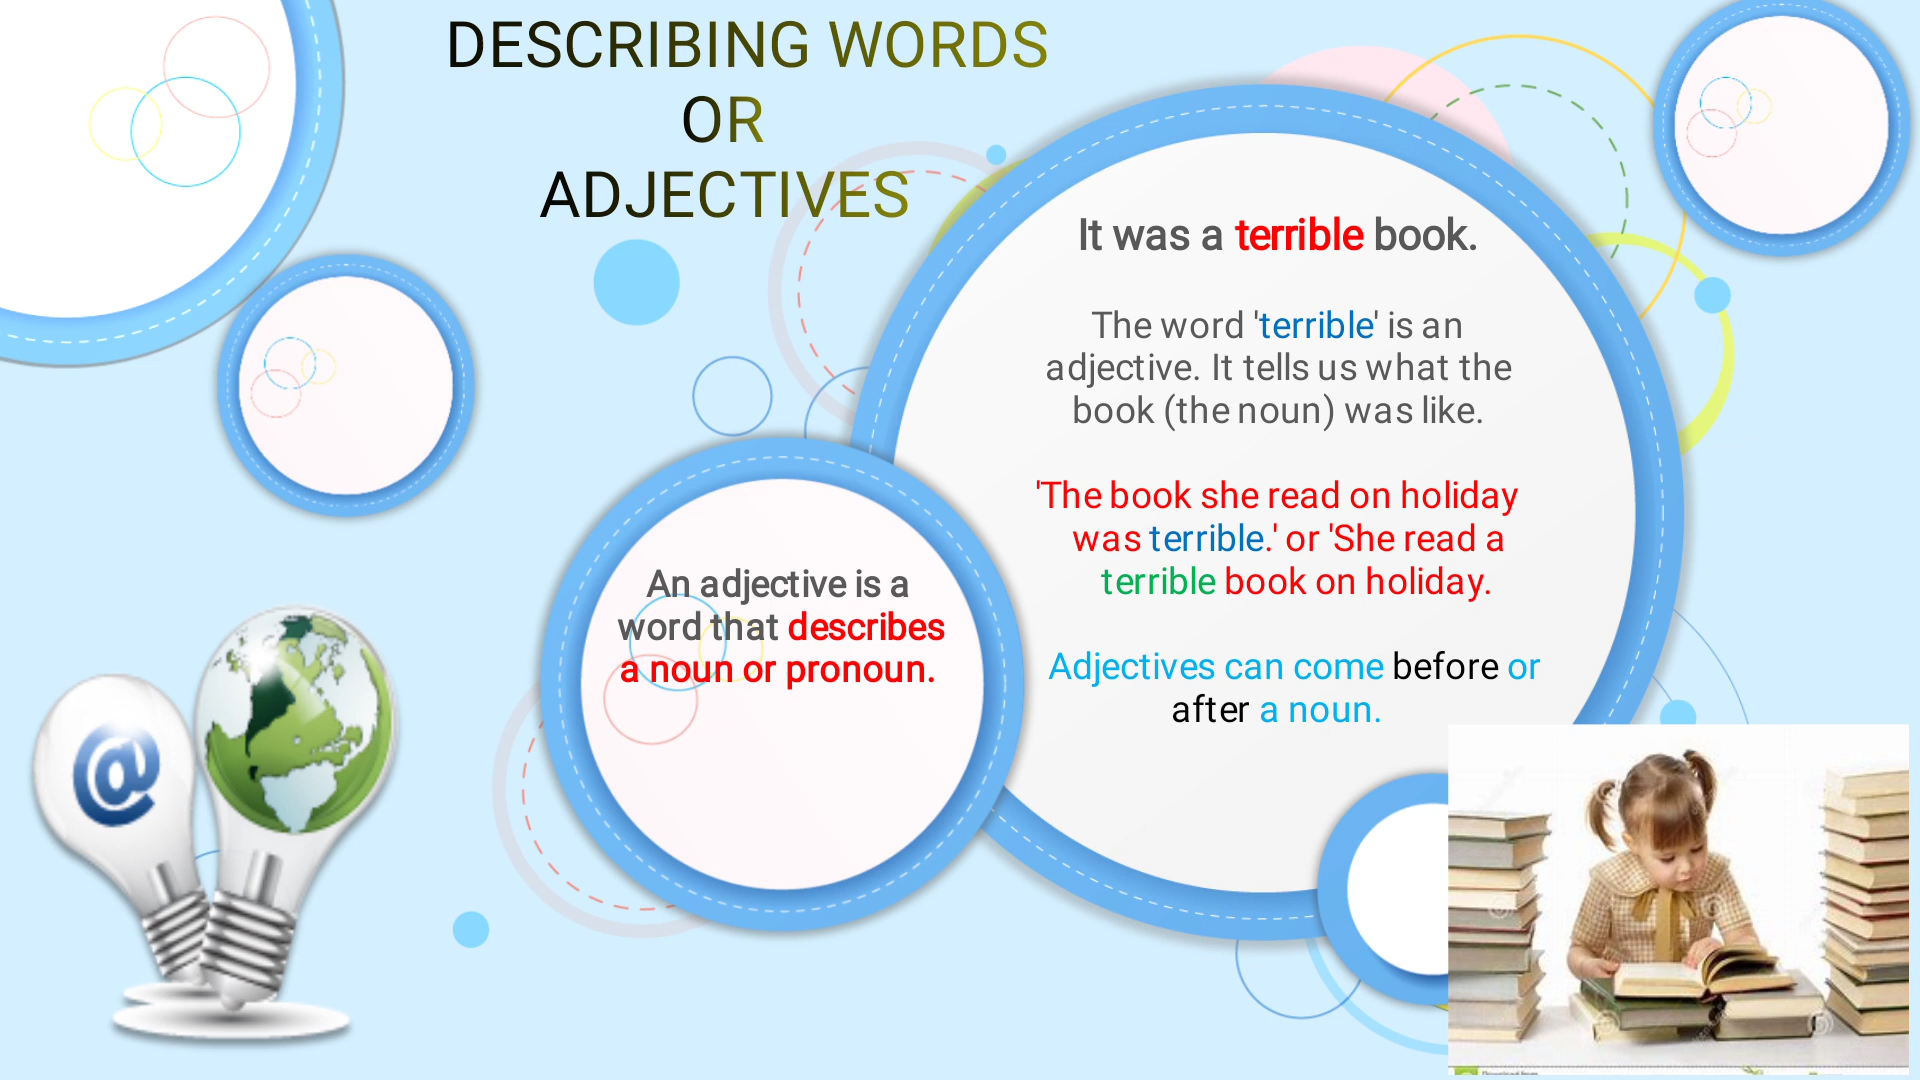 DESCRIBING WORDS
OR
ADJECTIVES
It was a terrible book.
The word 'terrible' is an
adjective. It tells us what the
book (the noun) was like.
'The book she read on holiday
was terrible.' or 'She read a
terrible book on holiday.
Adjectives can come before or
after a noun.
An adjective is a
word that describes
a noun or pronoun.
@